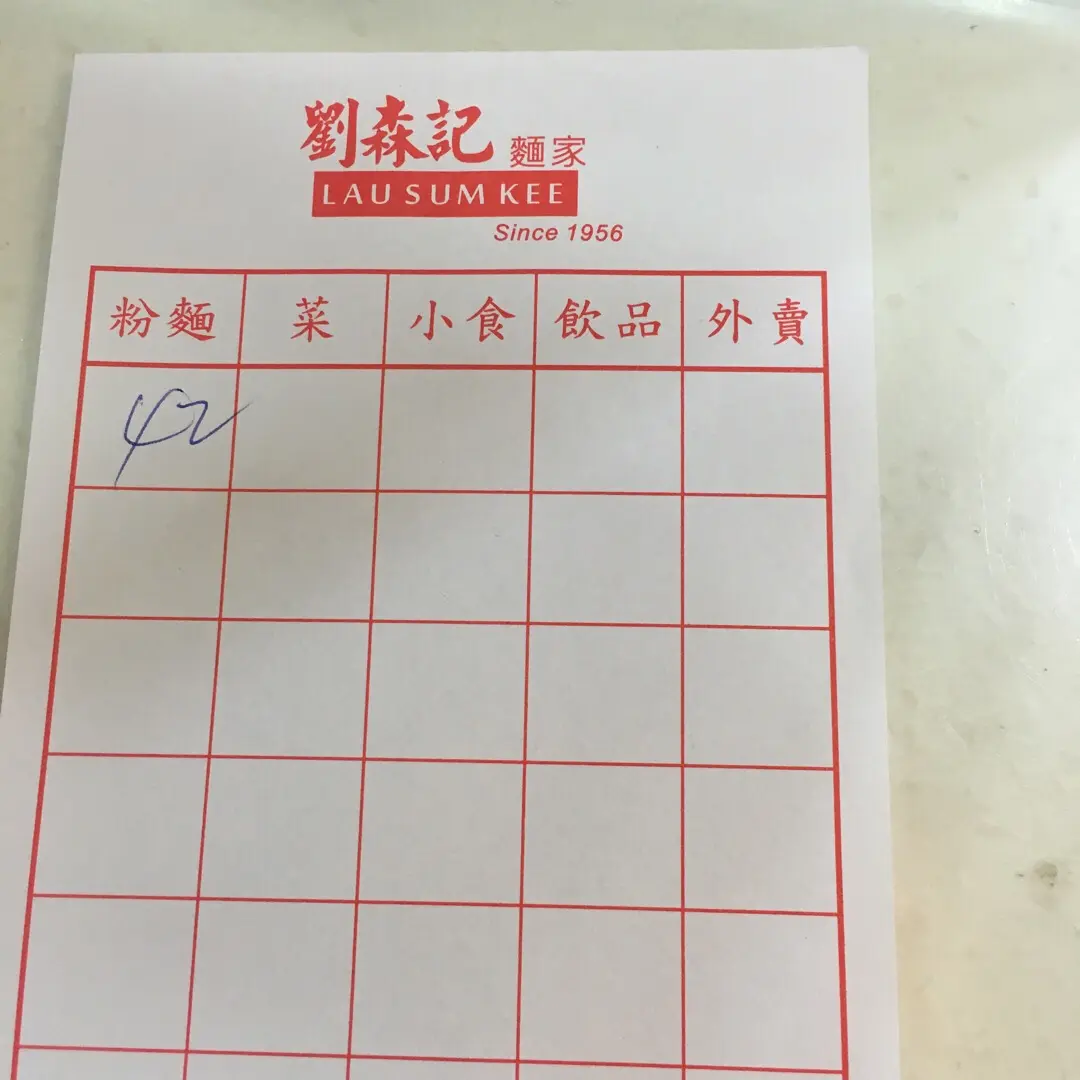 劉森記 麵家
LAU SUM KEE
Since 1956
粉麵 菜 小食 飲品 外賣
42